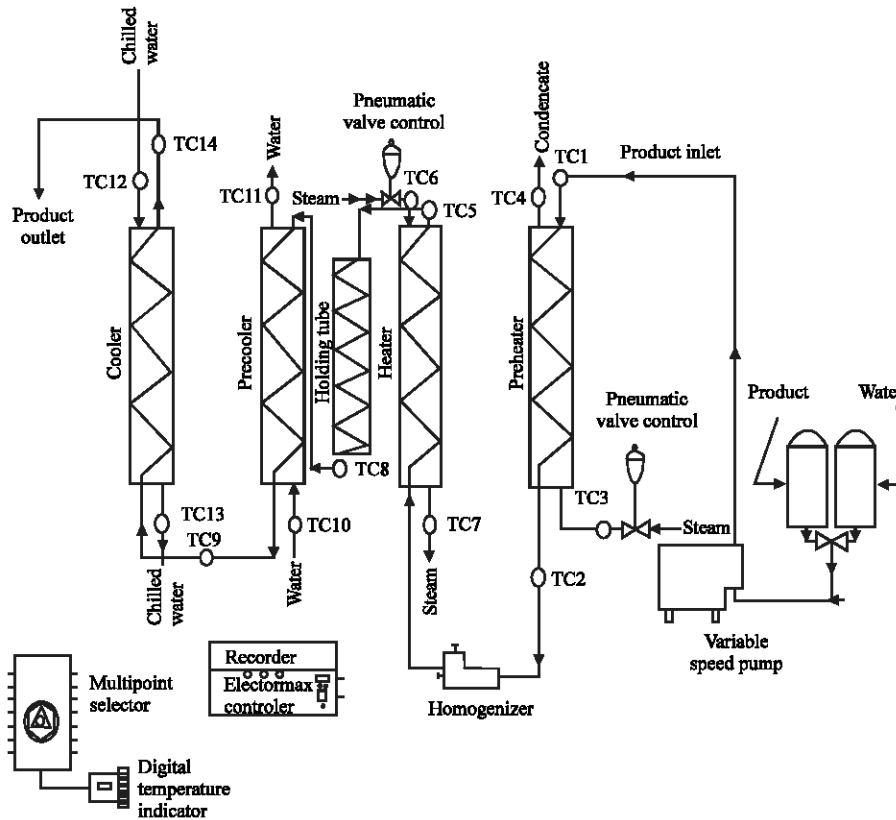 Chilled
water
TC14
TC12
Product
outlet
Cooler
TC13
TC9
Chilled
water
Water
TC11
Precooler
TC10
Water
Pneumatic
valve control
Steam
TC6
TC5
Holding tube
TC8
Heater
TC7
Steam
Condencate
TC4
TC1
Product inlet
Preheater
Pneumatic
valve control
TC3
Steam
TC2
Product
Wate
Variable
speed pump
Homogenizer
Recorder
Electormax
controler
Multipoint
selector
Digital
temperature
indicator